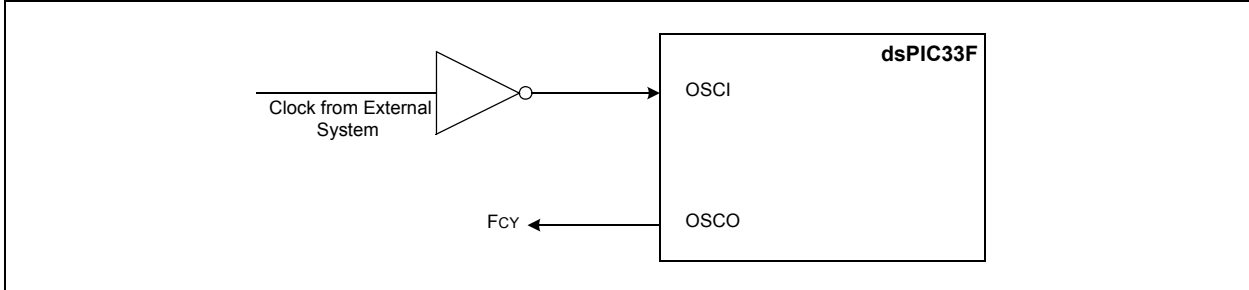 dsPIC33F
OSCI
Clock from External
System
FCY
OSCO